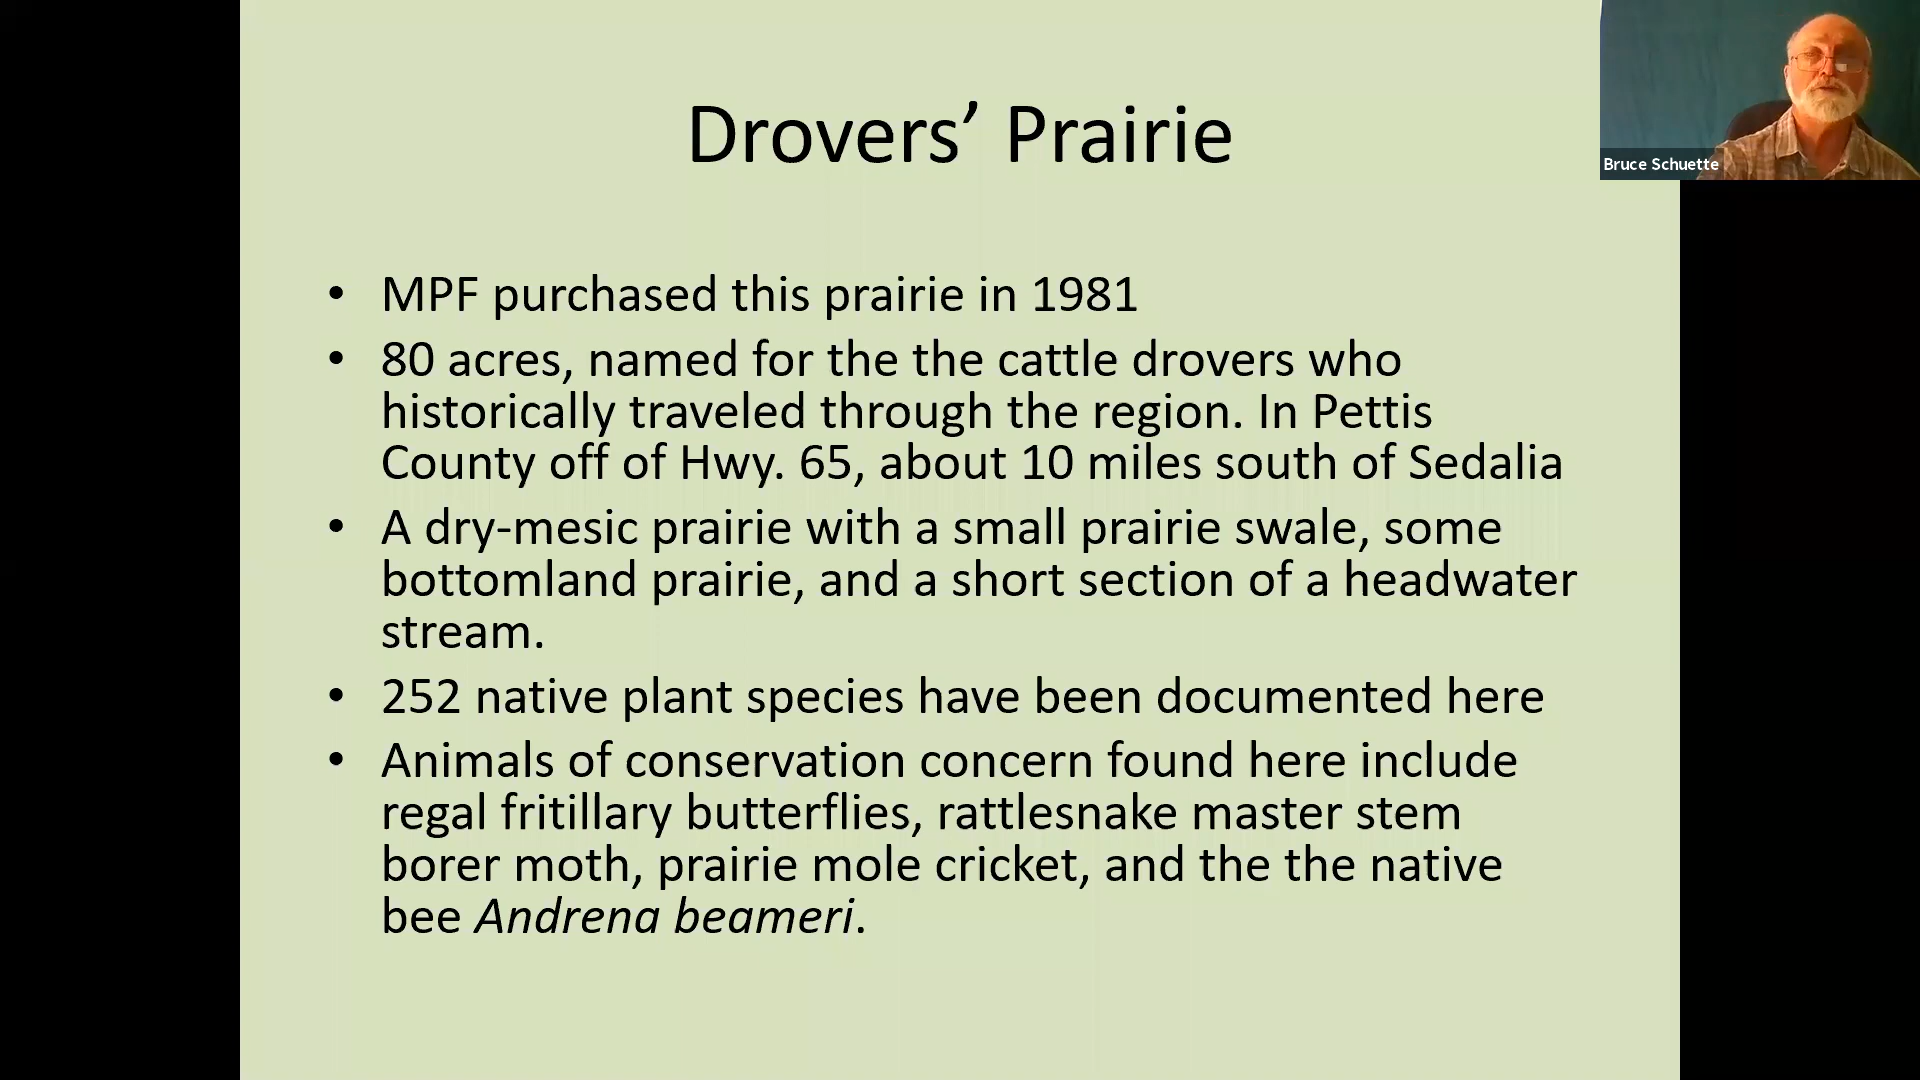 Drovers’ Prairie
Bruce Schuette
• MPF purchased this prairie in 1981
• 80 acres, named for the the cattle drovers who
historically traveled through the region. In Pettis
County off of Hwy. 65, about 10 miles south of Sedalia
• A dry-mesic prairie with a small prairie swale, some
bottomland prairie, and a short section of a headwater
stream.
• 252 native plant species have been documented here
• Animals of conservation concern found here include
regal fritillary butterflies, rattlesnake master stem
borer moth, prairie mole cricket, and the the native
bee Andrena beameri.